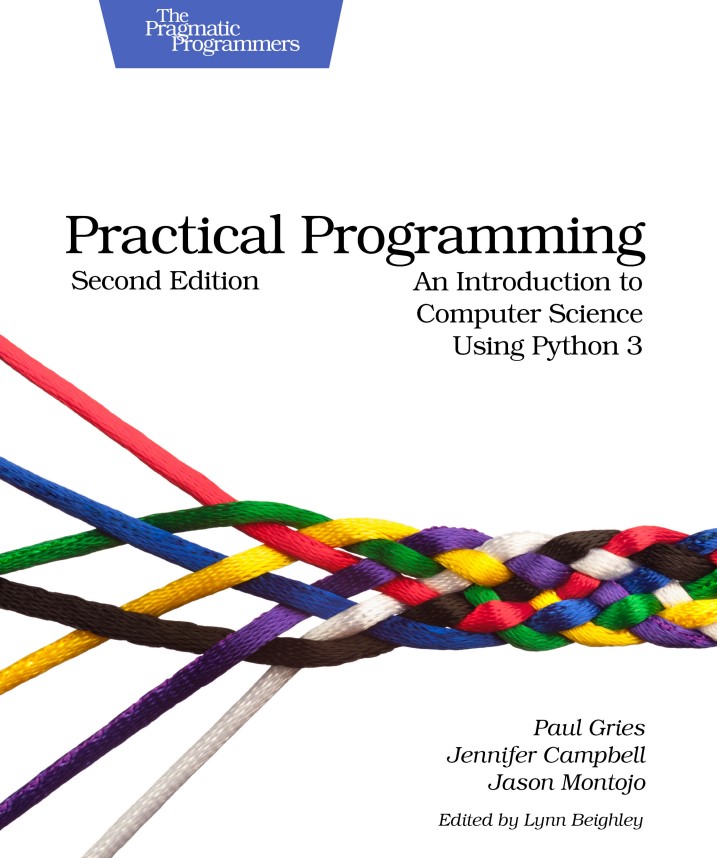 The
Pragmatic
Programmers
Practical Programming
Second Edition
An Introduction to
Computer Science
Using Python 3
Paul Gries
Jennifer Campbell
Jason Montojo
Edited by Lynn Beighley